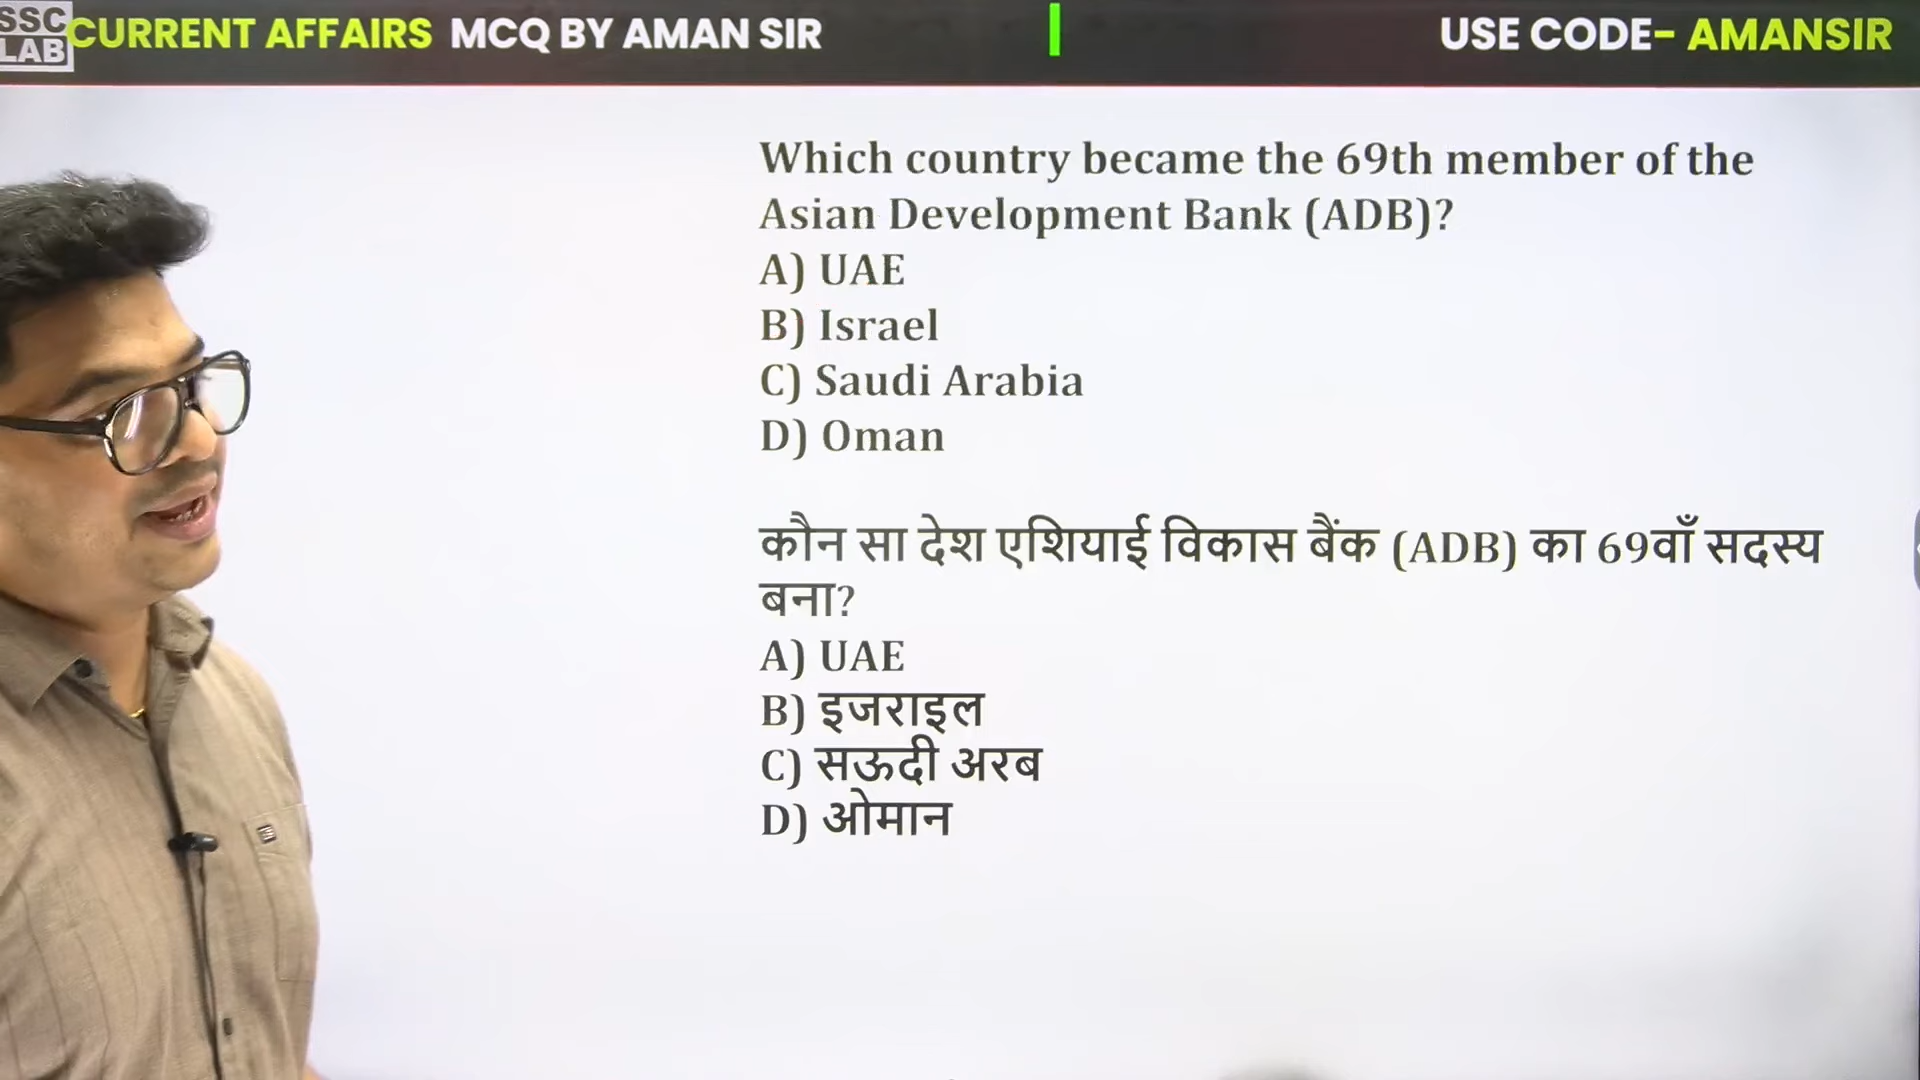 SSC
LAB
CURRENT AFFAIRS MCQ BY AMAN SIR
USE CODE- AMANSIR
Which country became the 69th member of the
Asian Development Bank (ADB)?
A) UAE
B) Israel
C) Saudi Arabia
D) Oman
कौन सा देश एशियाई विकास बैंक (ADB) का 69वाँ सदस्य
बना?
A) UAE
B) इजराइल
C) सऊदी अरब
D) ओमान